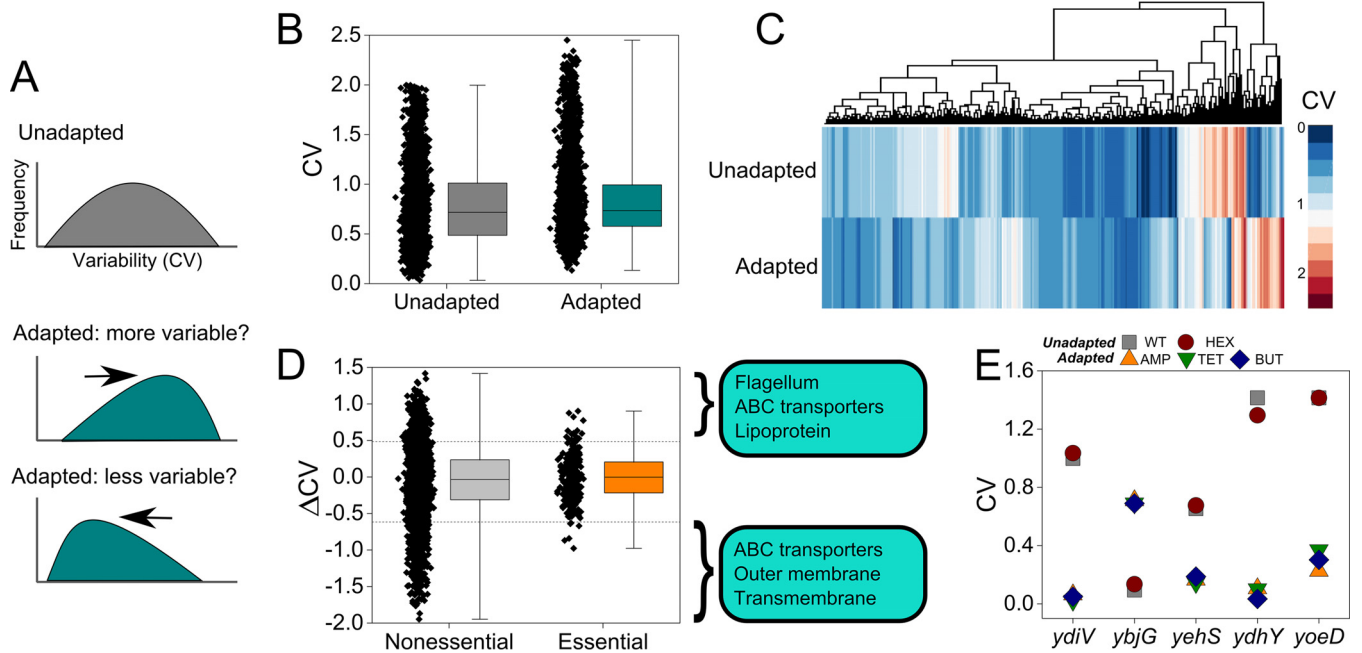 A
Unadapted
Frequency
Variability (CV)
Adapted: more variable?
Adapted: less variable?
B
CV
2.5
2.0
1.5
1.0
0.5
0.0
Unadapted Adapted
C
CV
Unadapted
Adapted
0
1
2
D
ΔCV
1.5
1.0
0.5
0.0
-0.5
-1.0
-1.5
-2.0
Nonessential Essential
Flagellum
ABC transporters
Lipoprotein
ABC transporters
Outer membrane
Transmembrane
E
Unadapted WT HEX
Adapted AMP TET BUT
CV
1.6
1.2
0.8
0.4
0.0
ydiV ybjG yehS ydhY yoeD